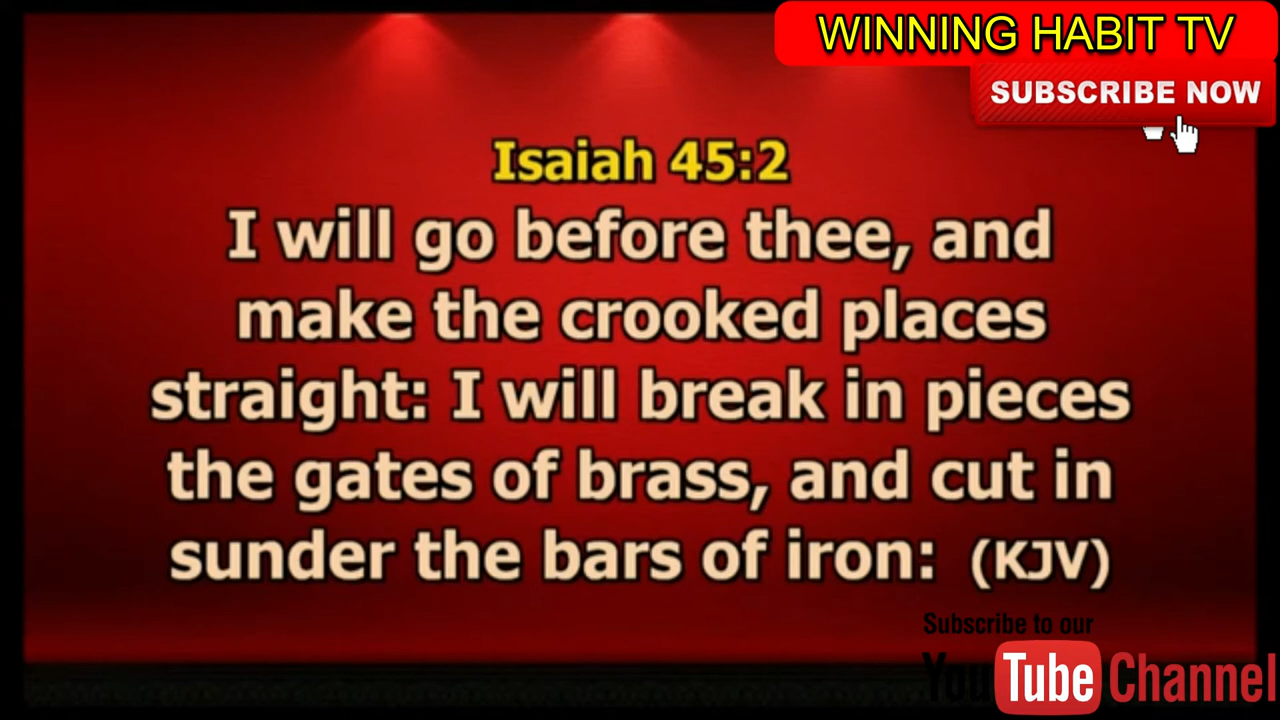 WINNING HABIT TV
SUBSCRIBE NOW
Isaiah 45:2
I will go before thee, and
make the crooked places
straight: I will break in pieces
the gates of brass, and cut in
sunder the bars of iron: (KJV)
Subscribe to our
YouTube Channel